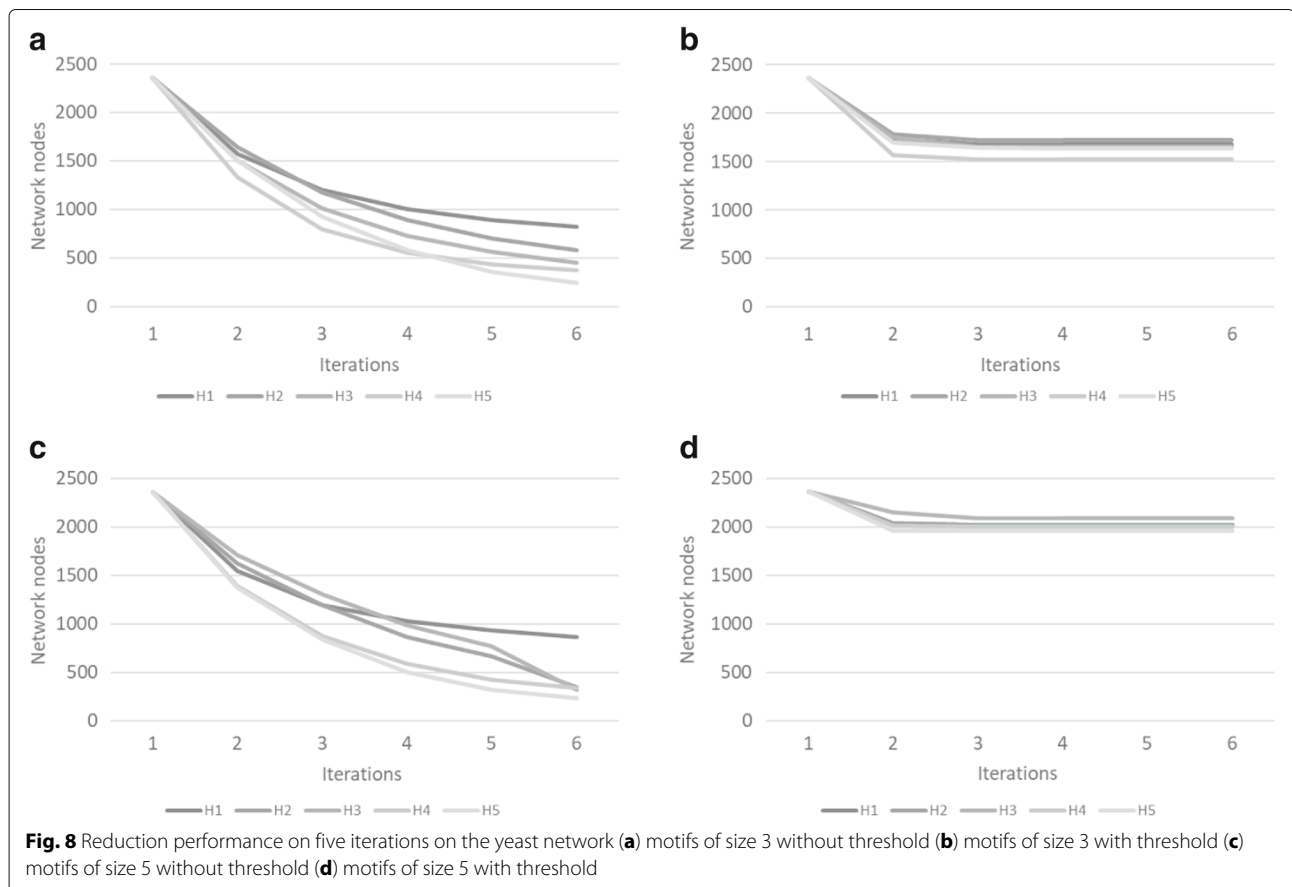 a
2500
2000
1500
1000
500
0
Network nodes
1 2 3 4 5 6
Iterations
H1 H2 H3 H4 H5
b
2500
2000
1500
1000
500
0
Network nodes
1 2 3 4 5 6
Iterations
H1 H2 H3 H4 H5
c
2500
2000
1500
1000
500
0
Network nodes
1 2 3 4 5 6
Iterations
H1 H2 H3 H4 H5
d
2500
2000
1500
1000
500
0
Network nodes
1 2 3 4 5 6
Iterations
H1 H2 H3 H4 H5
Fig. 8 Reduction performance on five iterations on the yeast network (a) motifs of size 3 without threshold (b) motifs of size 3 with threshold (c)
motifs of size 5 without threshold (d) motifs of size 5 with threshold